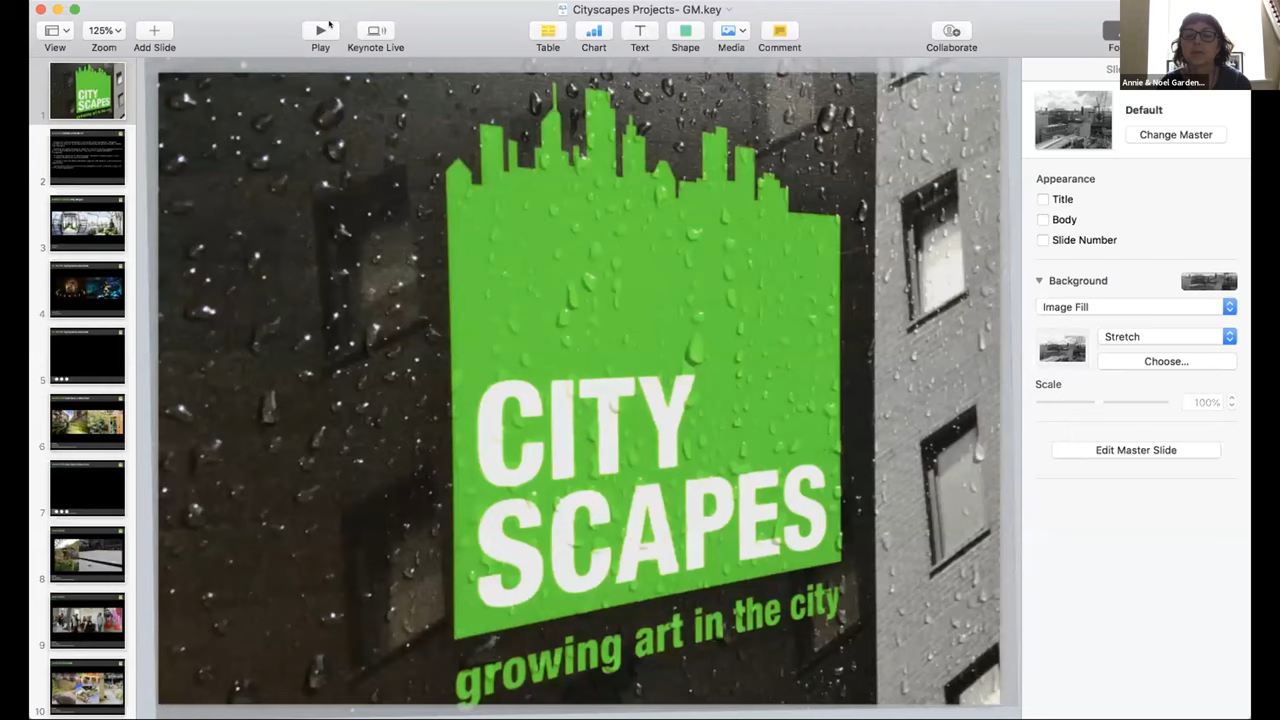 Cityscapes Projects- GM.key
125%
View
Zoom
Add Slide
Play
Keynote Live
Table
Chart
Text
Shape
Media
Comment
Collaborate
Annie & Noel Garden...
Default
Change Master
Appearance
Title
Body
Slide Number
Background
Image Fill
Stretch
Choose...
Scale
100%
Edit Master Slide
CITY
SCAPES
growing art in the city
CITY
SCAPES
1
2
3
4
5
6
7
8
9
10